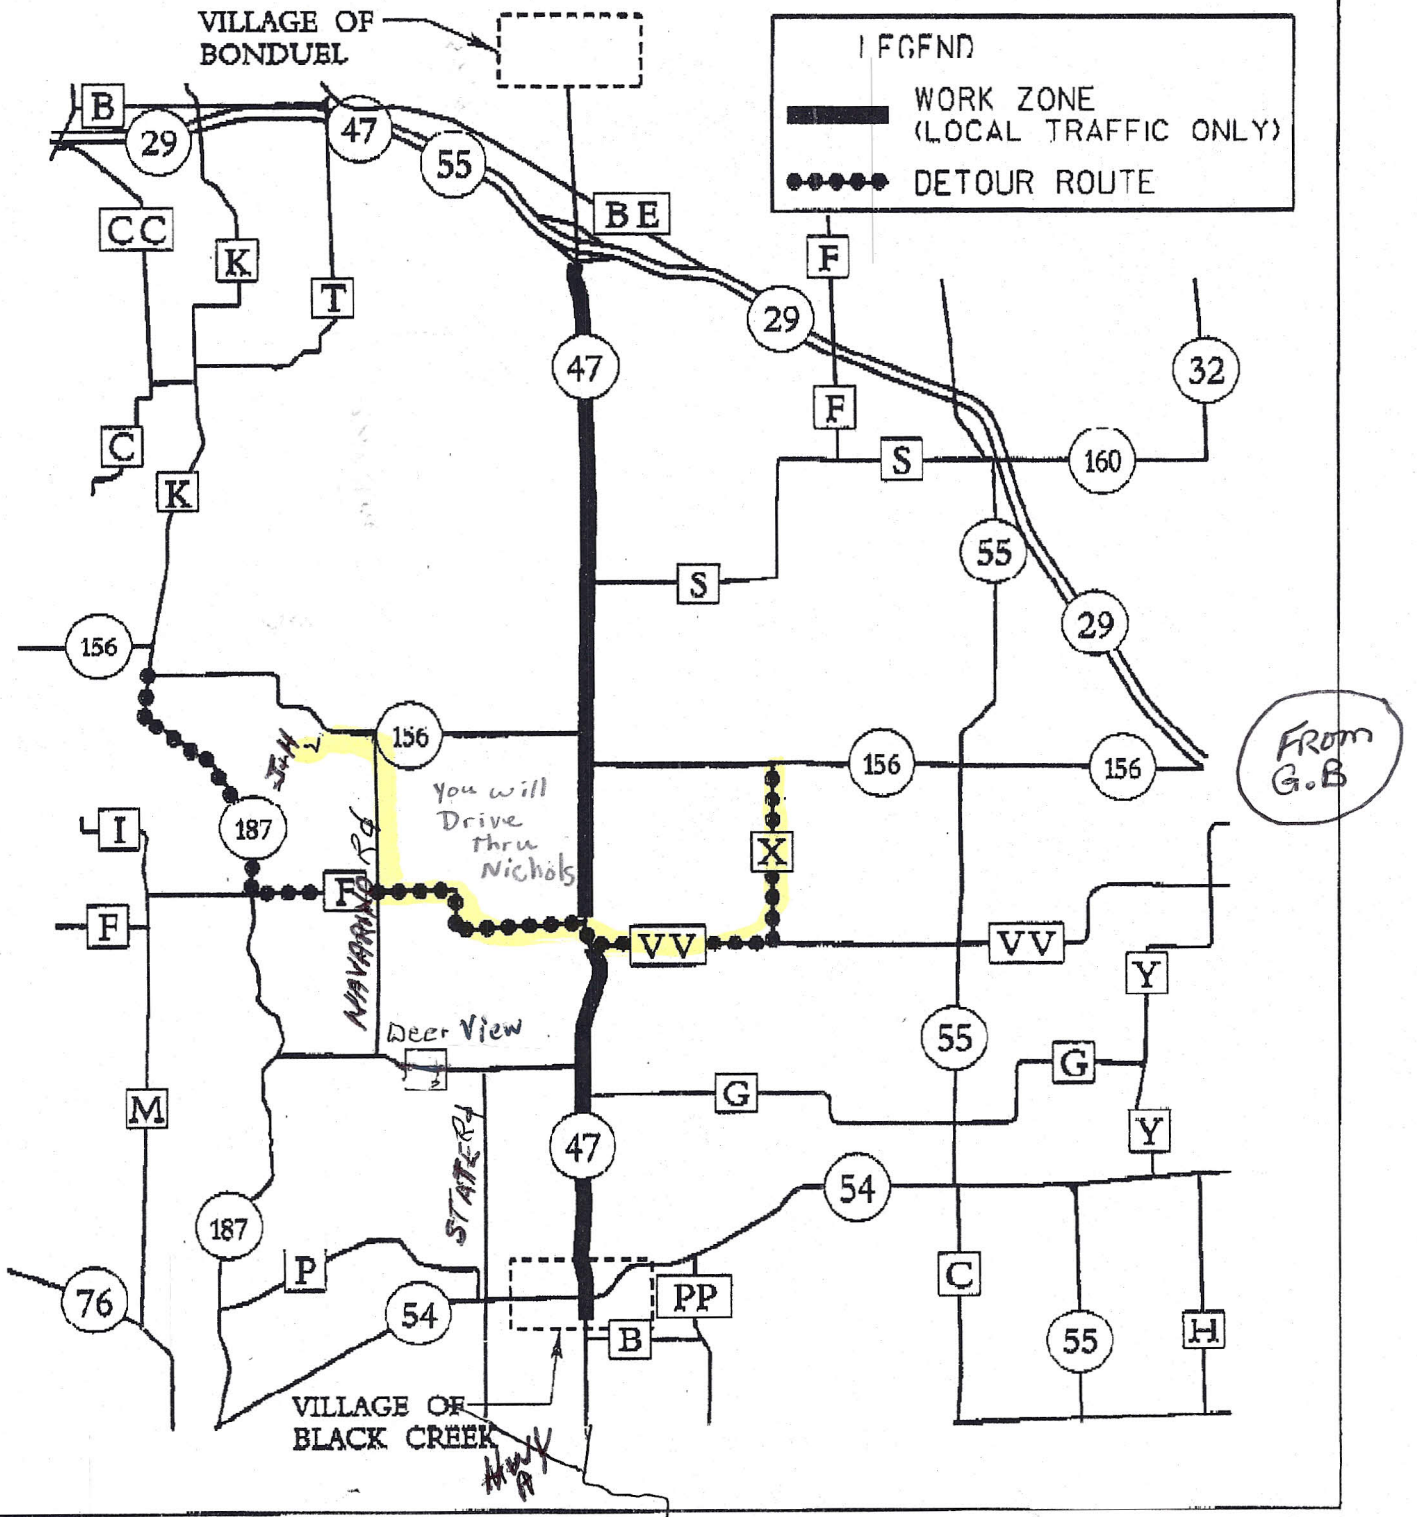 VILLAGE OF
BONDUEL
LEGEND
WORK ZONE
(LOCAL TRAFFIC ONLY)
DETOUR ROUTE
B
29
47
55
BE
CC
K
T
F
29
47
F
32
C
K
S
160
55
S
29
156
156
156
156
FROM
G.B
J&H
You will
Drive
thru
Nichols
I
187
X
F
NAVARINO Rd
F
VV
VV
Y
Deer View
55
G
G
M
Y
47
STATE Rd
54
187
P
C
76
54
PP
B
55
H
VILLAGE OF
BLACK CREEK
HWY
A